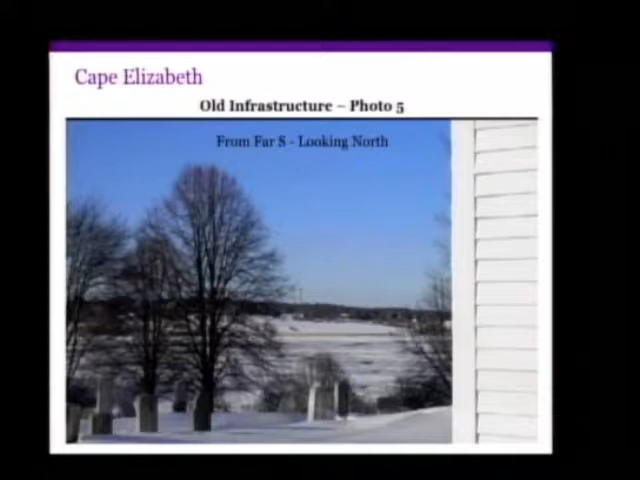 Cape Elizabeth
Old Infrastructure – Photo 5
From Far S - Looking North